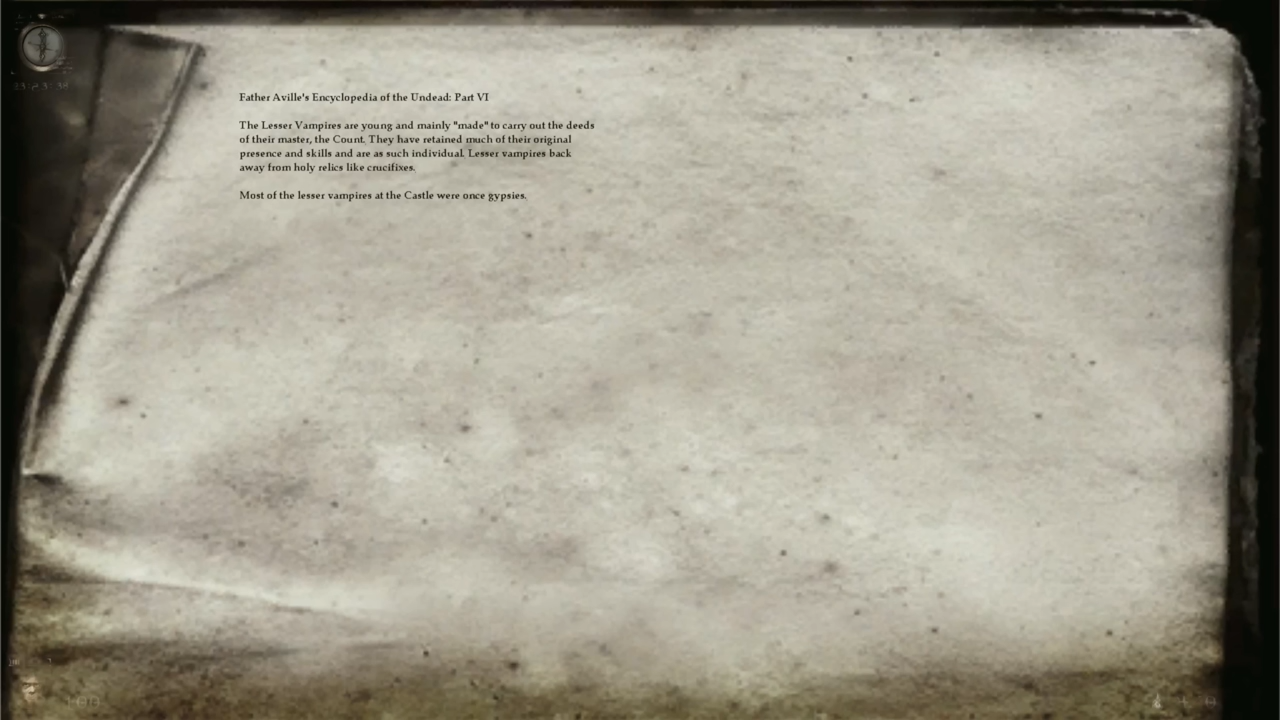 Father Aville's Encyclopedia of the Undead: Part VI
The Lesser Vampires are young and mainly "made" to carry out the deeds
of their master, the Count. They have retained much of their original
presence and skills and are as such individual. Lesser vampires back
away from holy relics like crucifixes.
Most of the lesser vampires at the Castle were once gypsies.